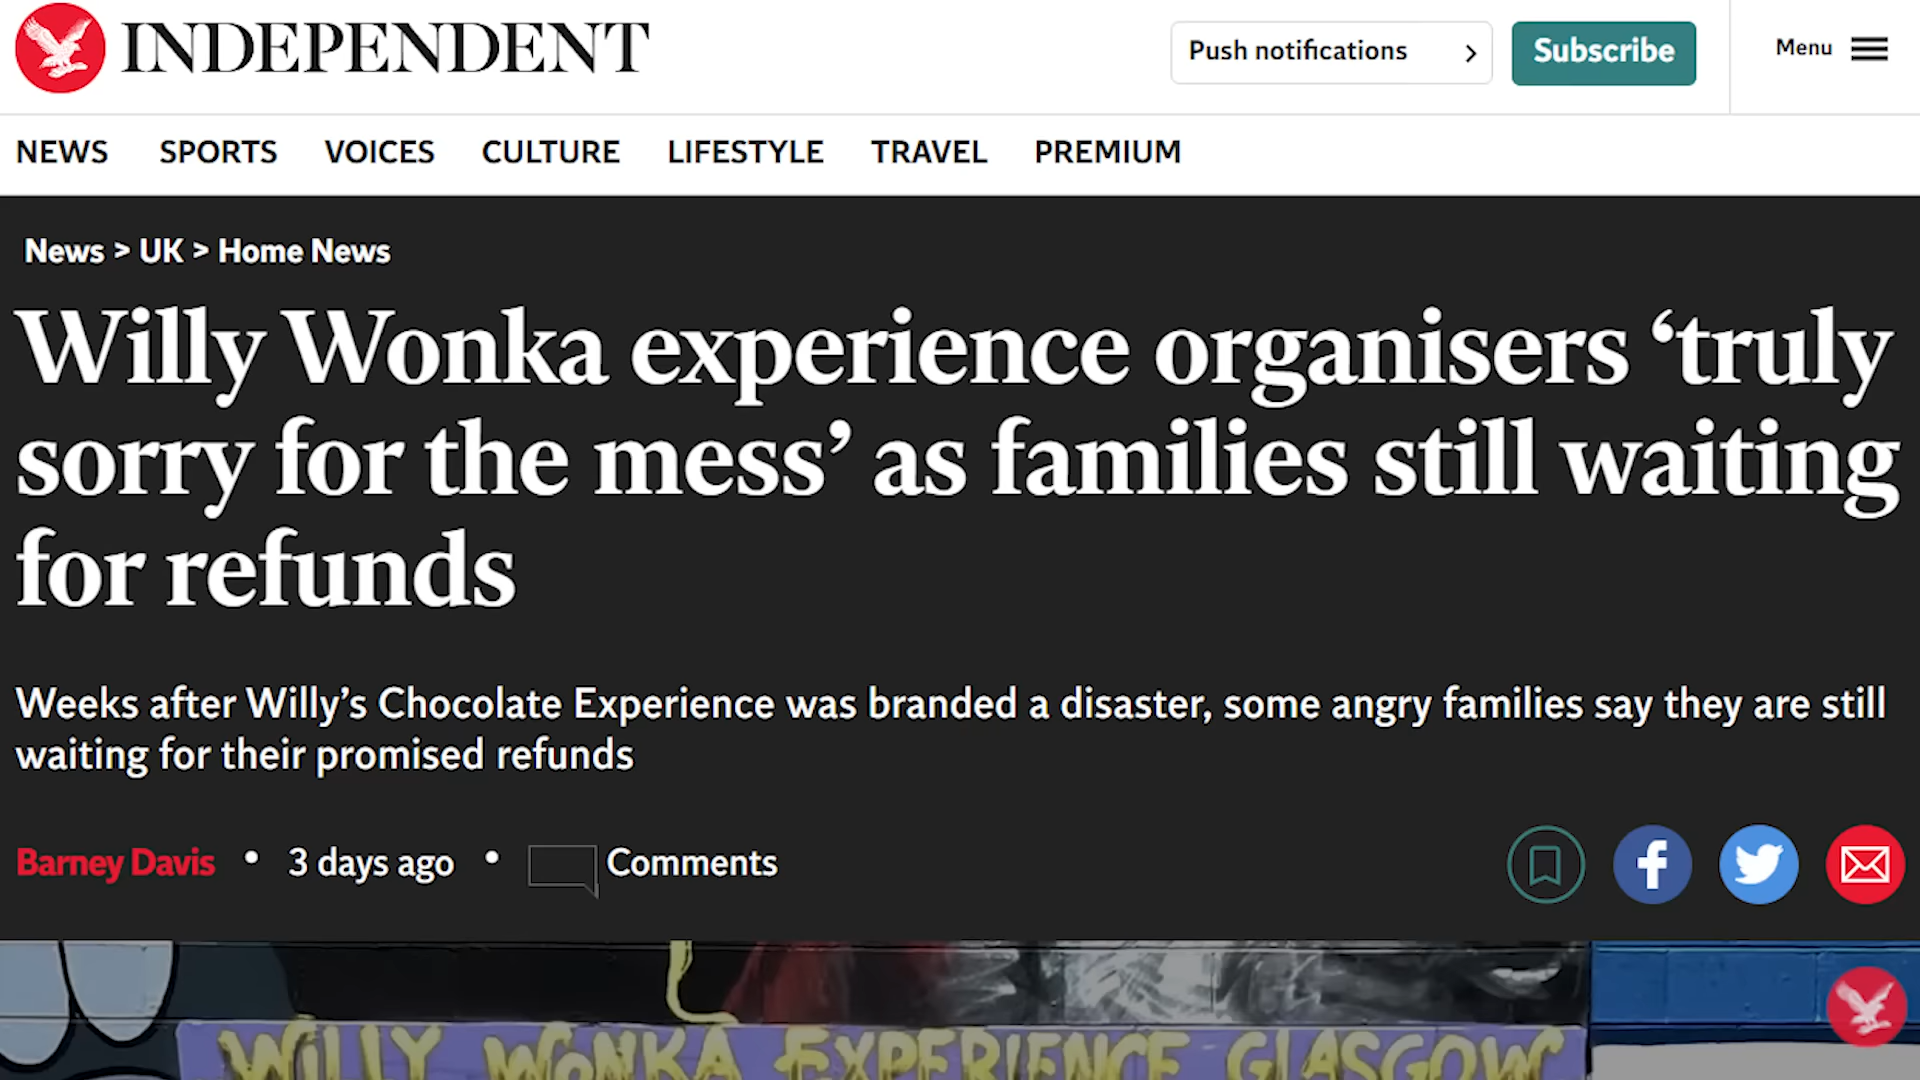 INDEPENDENT
Push notifications
Subscribe
Menu
NEWS SPORTS VOICES CULTURE LIFESTYLE TRAVEL PREMIUM
News > UK > Home News
Willy Wonka experience organisers ‘truly
sorry for the mess’ as families still waiting
for refunds
Weeks after Willy’s Chocolate Experience was branded a disaster, some angry families say they are still
waiting for their promised refunds
Barney Davis • 3 days ago • Comments
WILLY WONKA EXPERIENCE GLASGOW